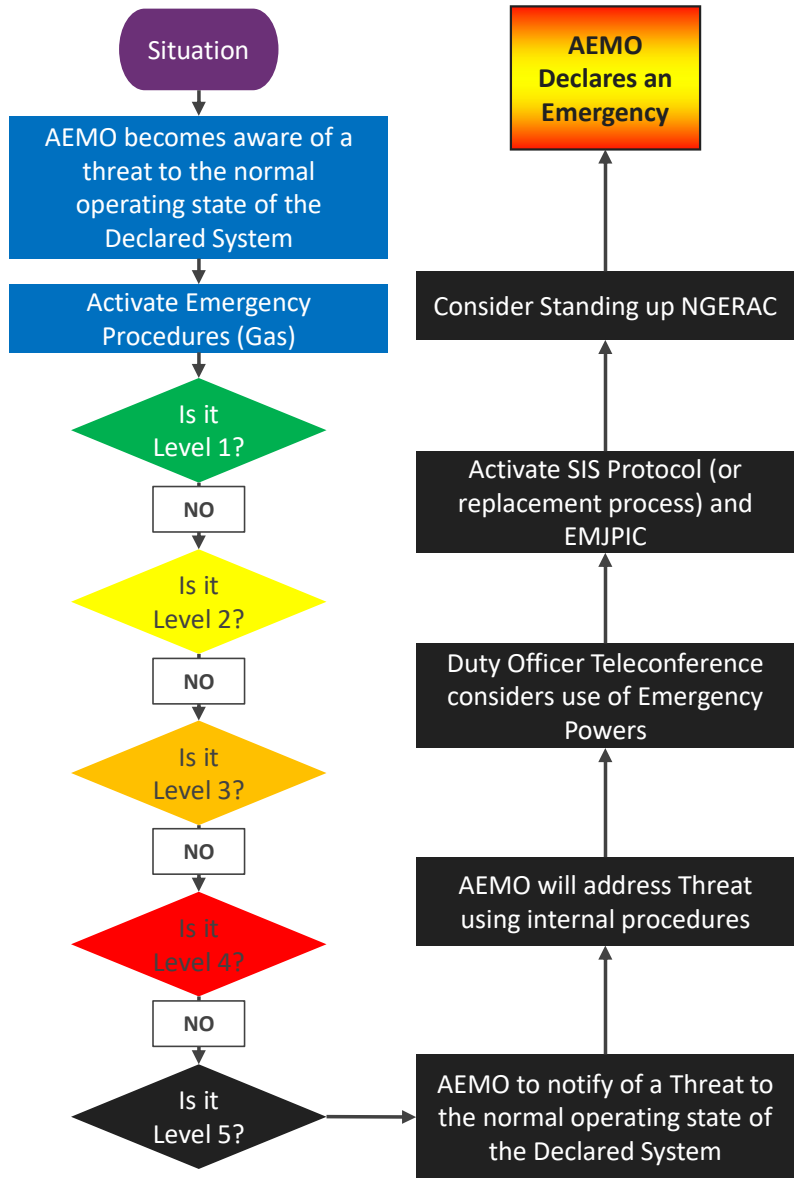 Situation
AEMO becomes aware of a
threat to the normal
operating state of the
Declared System
Activate Emergency
Procedures (Gas)
Is it
Level 1?
NO
Is it
Level 2?
NO
Is it
Level 3?
NO
Is it
Level 4?
NO
Is it
Level 5?
AEMO to notify of a Threat to
the normal operating state of
the Declared System
AEMO will address Threat
using internal procedures
Duty Officer Teleconference
considers use of Emergency
Powers
Activate SIS Protocol (or
replacement process) and
EMJPIC
Consider Standing up NGERAC
AEMO
Declares an
Emergency